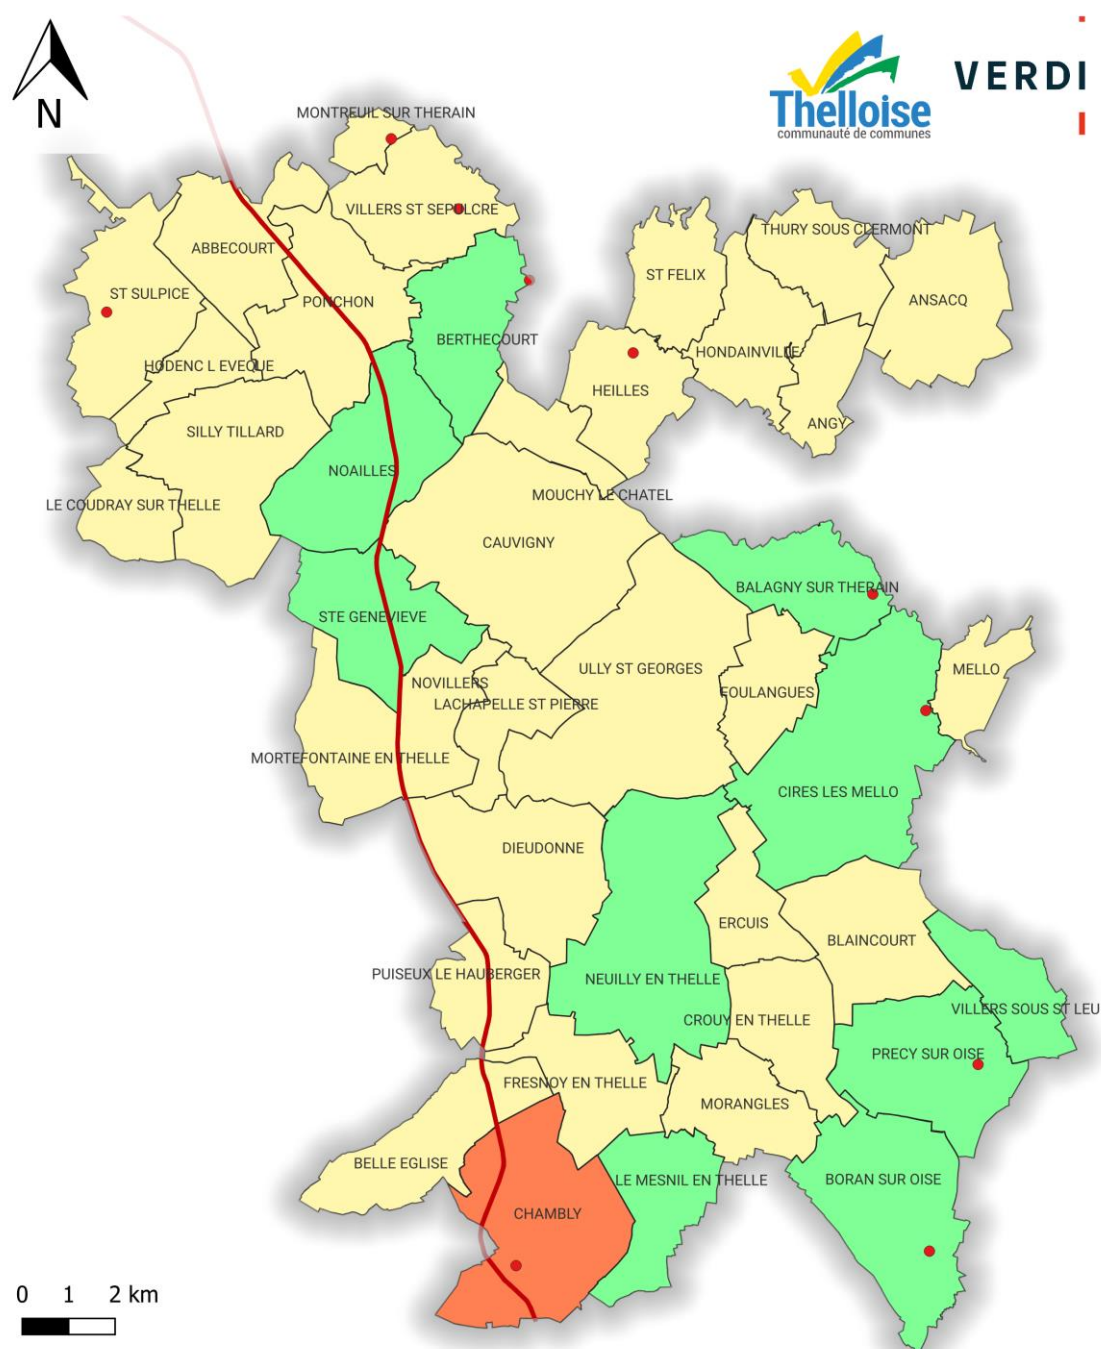 N
Thelloise
communauté de communes
VERDI
MONTREUIL SUR THERAIN
VILLERS ST SEPULCRE
THURY SOUS CLERMONT
ABBECOURT
ST FELIX
ST SULPICE
PONCHON
ANSACQ
BERTHECOURT
HONDAINVILLE
HODENC L EVEQUE
HEILLES
ANGY
SILLY TILLARD
NOAILLES
MOUCHY LE CHATEL
LE COUDRAY SUR THELLE
CAUVIGNY
BALAGNY SUR THERAIN
STE GENEVIEVE
ULLY ST GEORGES
MELLO
NOVILLERS
FOULANGUES
LACHAPELLE ST PIERRE
MORTEFONTAINE EN THELLE
CIRES LES MELLO
DIEUDONNE
ERCUIS
BLAINCOURT
PUISEUX LE HAUBERGER
NEUILLY EN THELLE
VILLERS SOUS ST LEU
CROUY EN THELLE
PRECY SUR OISE
FRESNOY EN THELLE
MORANGLES
BELLE EGLISE
LE MESNIL EN THELLE
BORAN SUR OISE
CHAMBLY
0 1 2 km